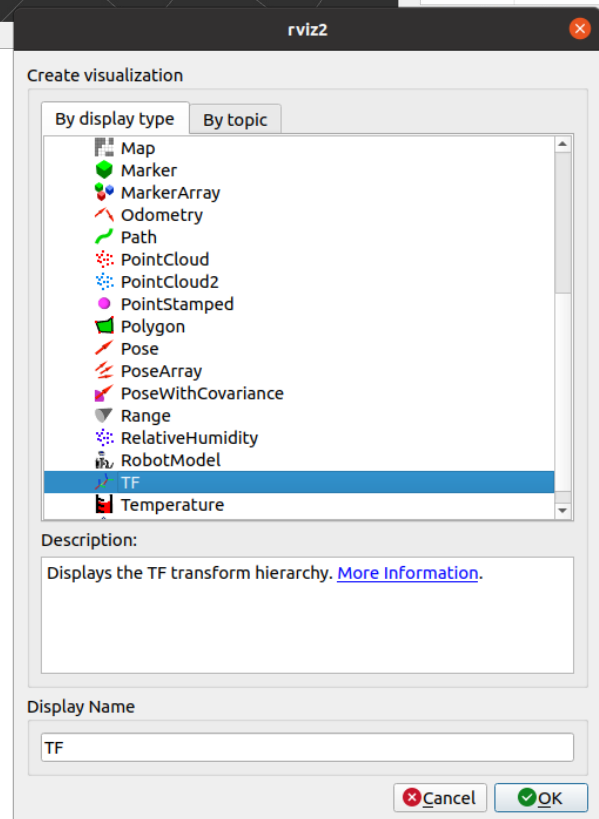 rviz2
Create visualization
By display type By topic
Map
Marker
MarkerArray
Odometry
Path
PointCloud
PointCloud2
PointStamped
Polygon
Pose
PoseArray
PoseWithCovariance
Range
RelativeHumidity
RobotModel
TF
Temperature
Description:
Displays the TF transform hierarchy. More Information.
Display Name
TF
Cancel OK